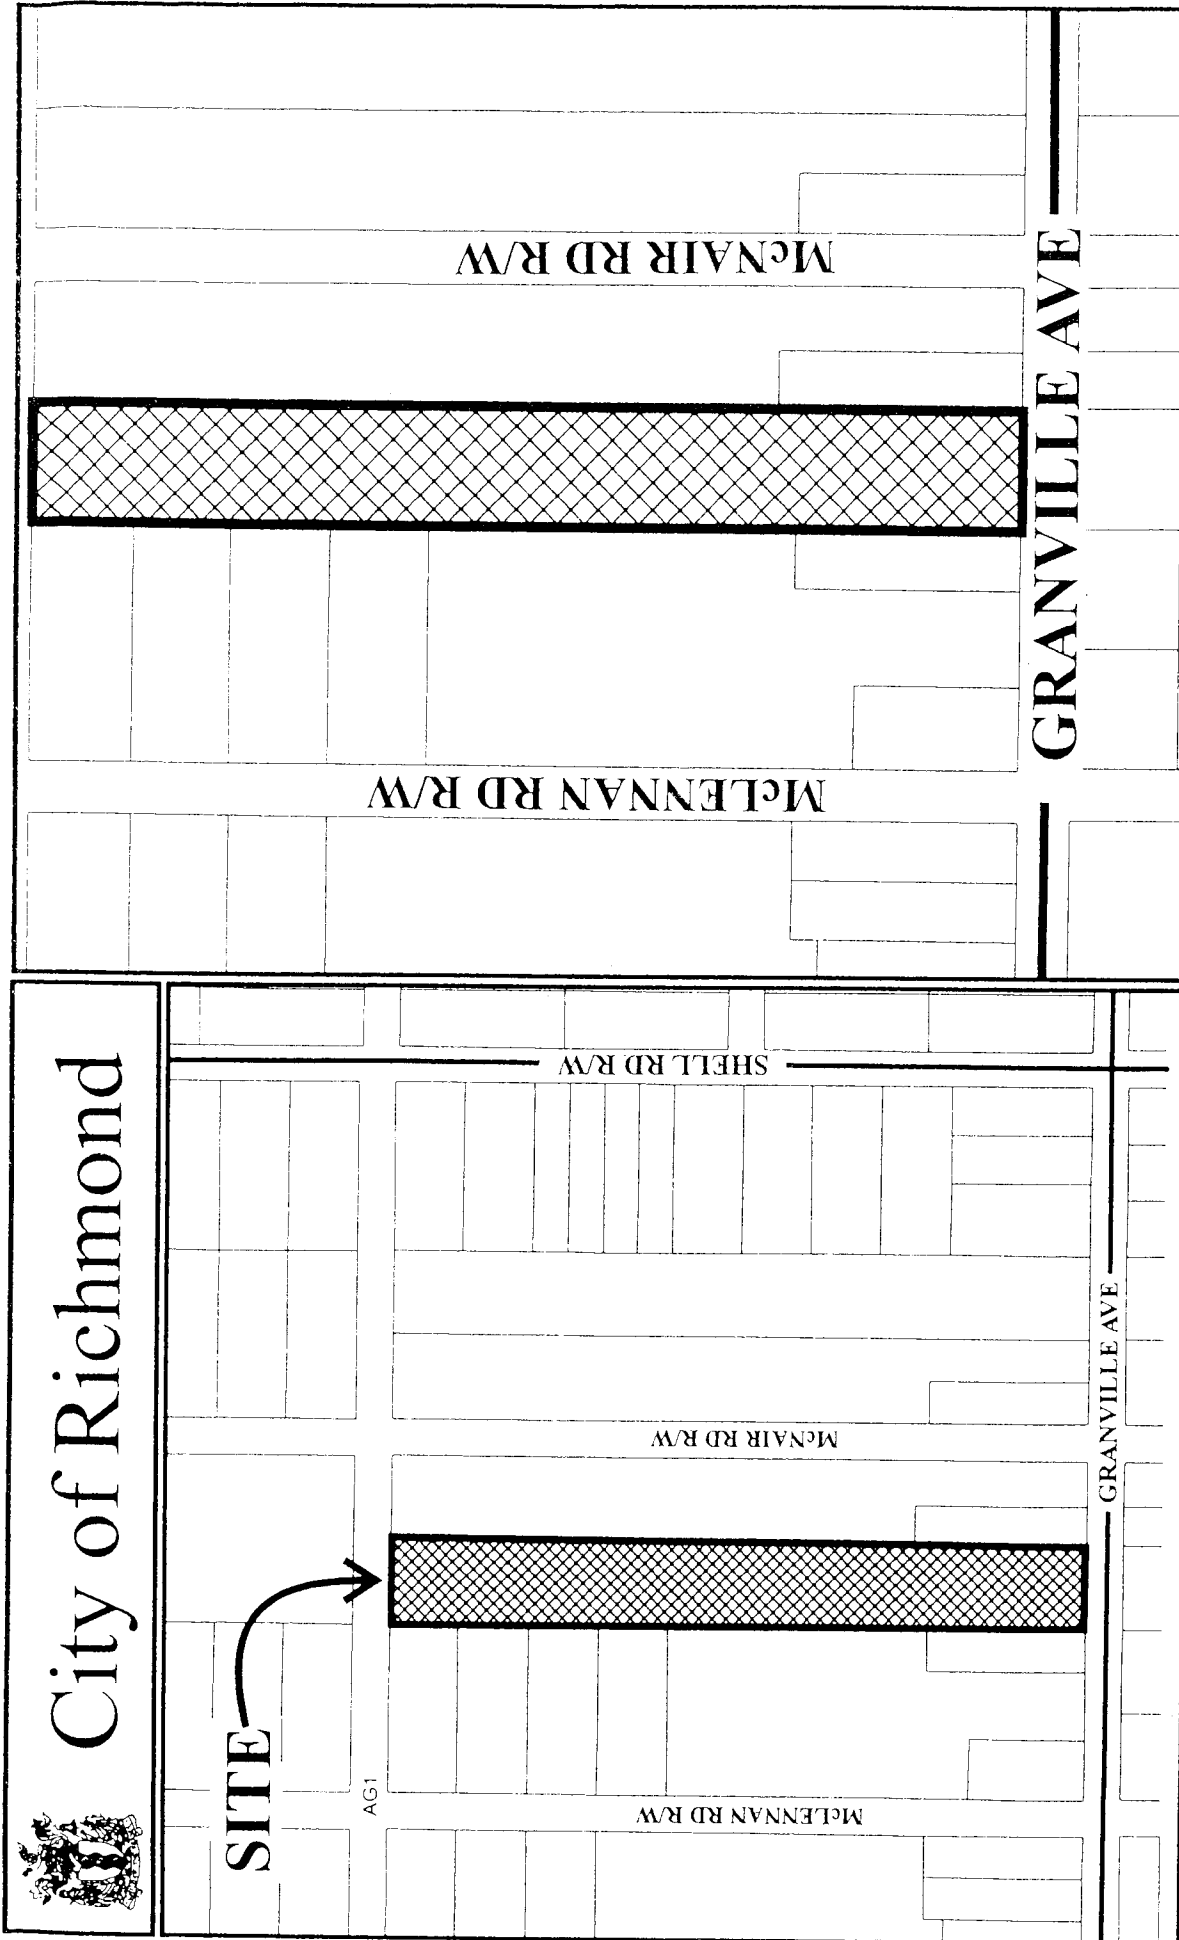 City of Richmond
SITE
AG1
McLENNAN RD R/W
McNAIR RD R/W
SHELL RD R/W
GRANVILLE AVE
McLENNAN RD R/W
McNAIR RD R/W
GRANVILLE AVE